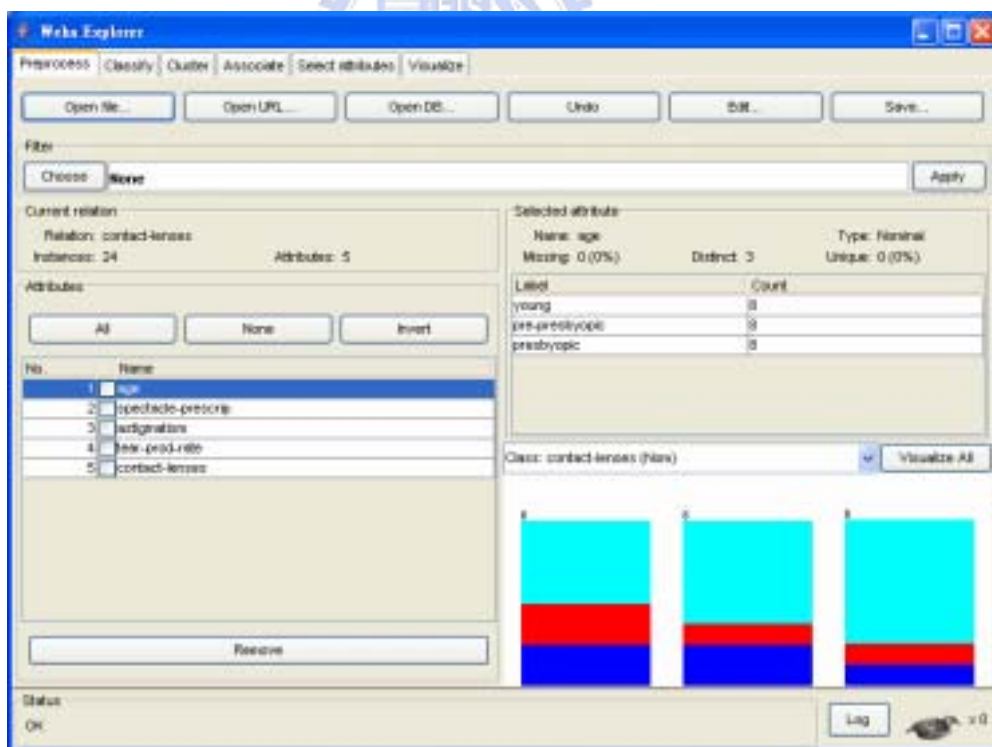 Weka Explorer
Preprocess Classify Cluster Associate Select attributes Visualize
Open file... Open URL... Open DB... Undo Edit... Save...
Filter
Choose None Apply
Current relation
Relation: contact-lenses
Instances: 24 Attributes: 5
Selected attribute
Name: age Type: Nominal
Missing: 0 (0%) Distinct: 3 Unique: 0 (0%)
Label Count
young 8
pre-presbyopic 8
presbyopic 8
Attributes
All None Invert
No. Name
1 age
2 spectacle-prescrip
3 astigmatism
4 tear-prod-rate
5 contact-lenses
Remove
Class: contact-lenses (Nom) Visualize All
8 8 8
Status
OK
Log x 0